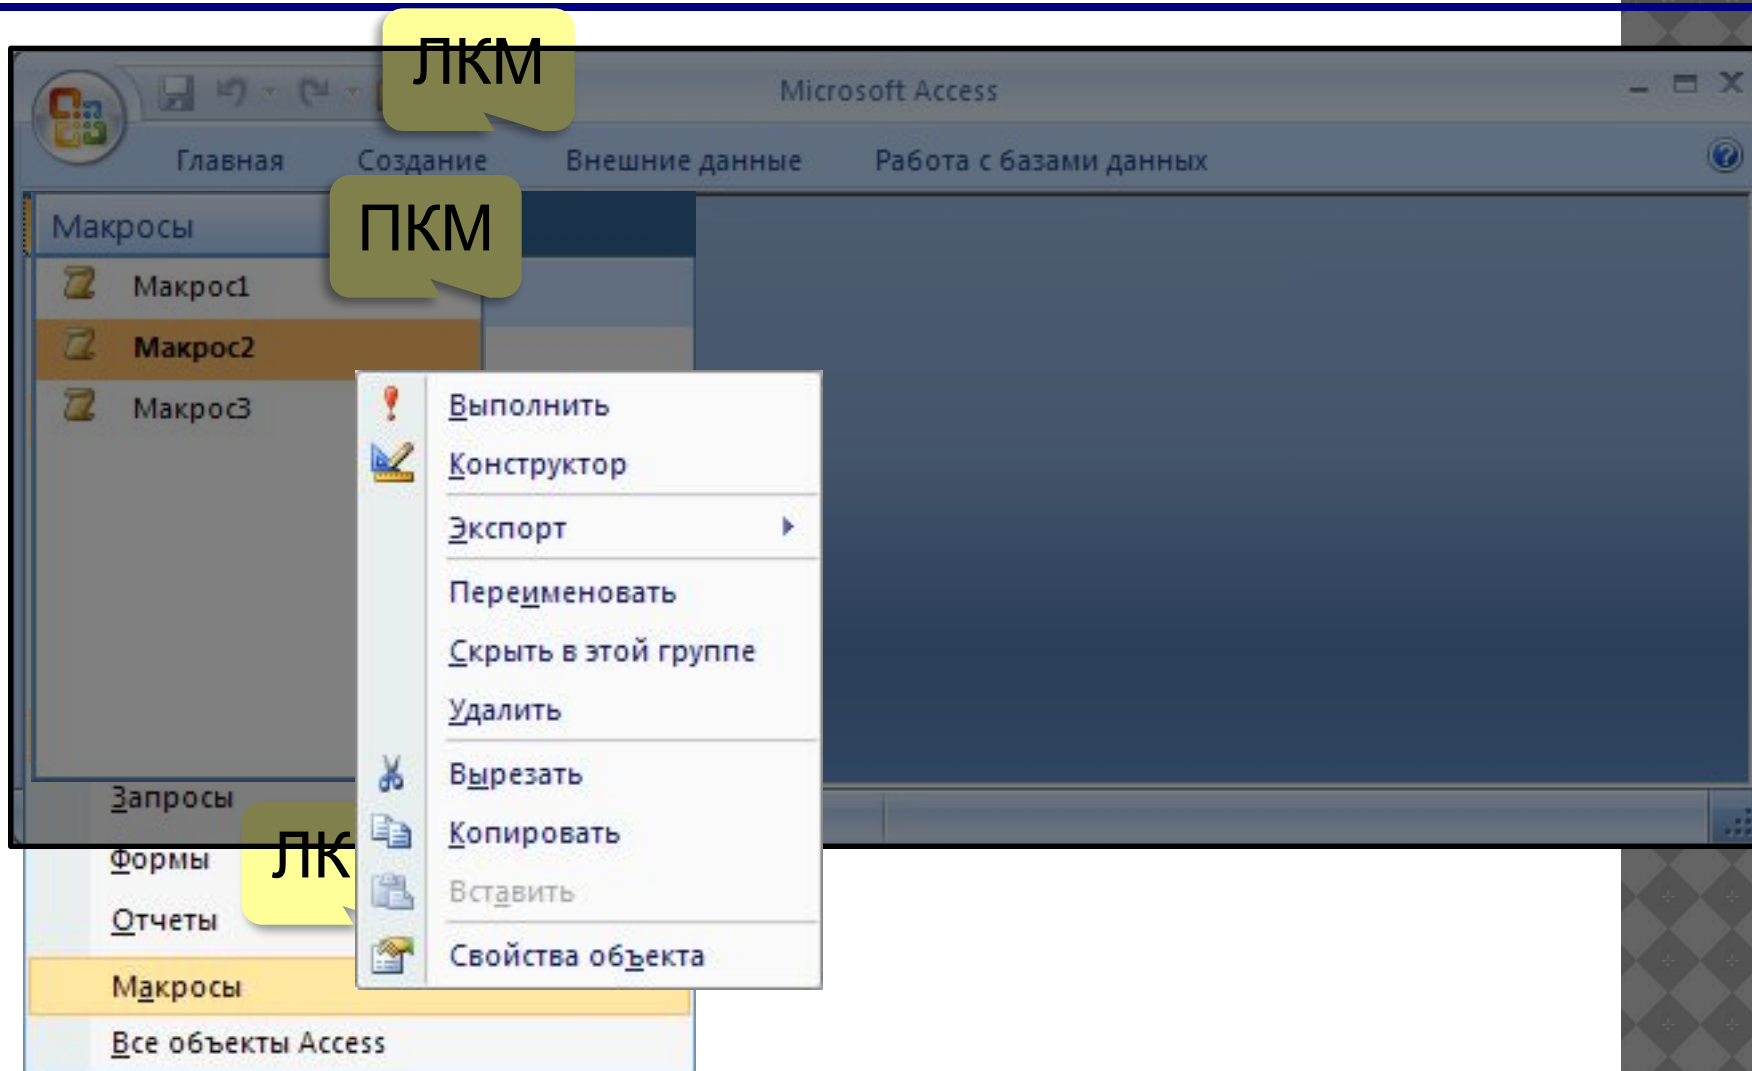 ЛКМ
Microsoft Access
Главная Создание Внешние данные Работа с базами данных
ПКМ
Макросы
Макрос1
Макрос2
Макрос3
Выполнить
Конструктор
Экспорт
Переименовать
Скрыть в этой группе
Удалить
Вырезать
Копировать
Вставить
Свойства объекта
Запросы
Формы
ЛК
Отчеты
Макросы
Все объекты Access